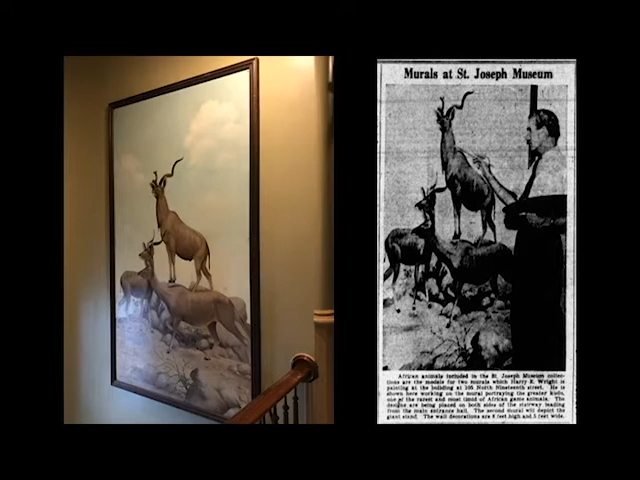 Murals at St. Joseph Museum
African animals included in the St. Joseph Museum collec-
tions are the models for two murals which Harry E. Wright is
painting at the building at 105 North Nineteenth street. He is
shown here working on the mural portraying the greater kudu,
one of the rarest and most timid of African game animals. The
designs are being placed on both sides of the stairway leading
from the main entrance hall. The second mural will depict the
giant eland. The wall decorations are 8 feet high and 5 feet wide.